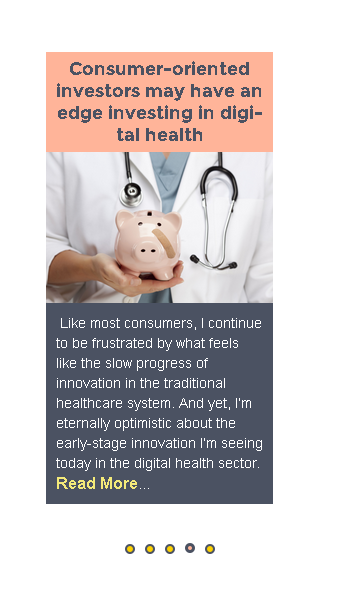 Consumer-oriented
investors may have an
edge investing in digi-
tal health
Like most consumers, I continue
to be frustrated by what feels
like the slow progress of
innovation in the traditional
healthcare system. And yet, I'm
eternally optimistic about the
early-stage innovation I'm seeing
today in the digital health sector.
Read More...